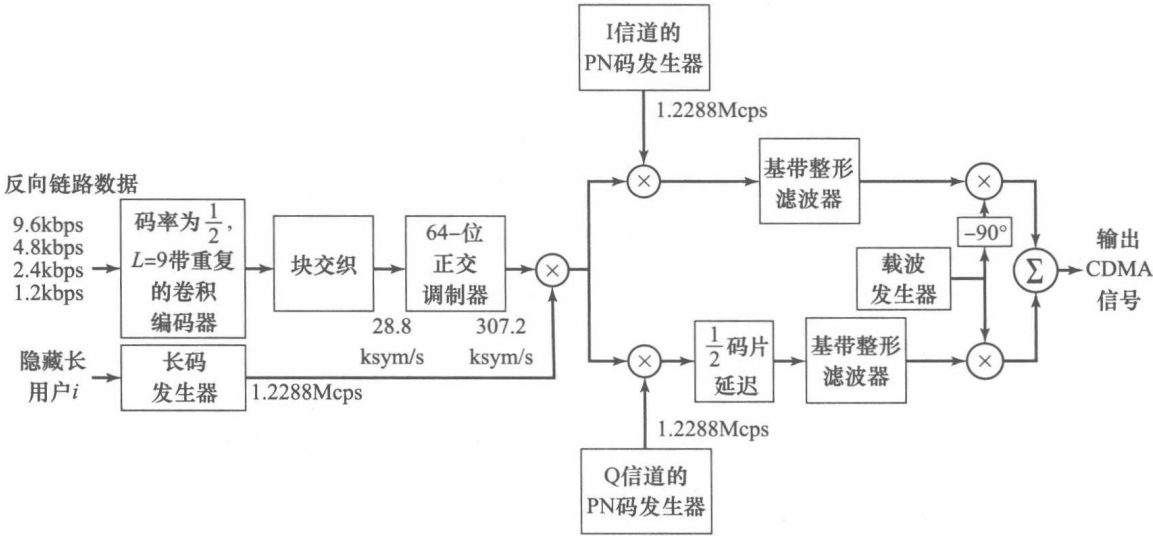 I信道的
PN码发生器
1.2288Mcps
反向链路数据
9.6kbps
4.8kbps
2.4kbps
1.2kbps
码率为1/2,
L=9带重复
的卷积
编码器
块交织
64-位
正交
调制器
×
×
基带整形
滤波器
×
-90°
载波
发生器
Σ
输出
CDMA
信号
28.8
ksym/s
307.2
ksym/s
×
1/2码片
延迟
基带整形
滤波器
×
隐藏长
用户i
长码
发生器
1.2288Mcps
1.2288Mcps
Q信道的
PN码发生器